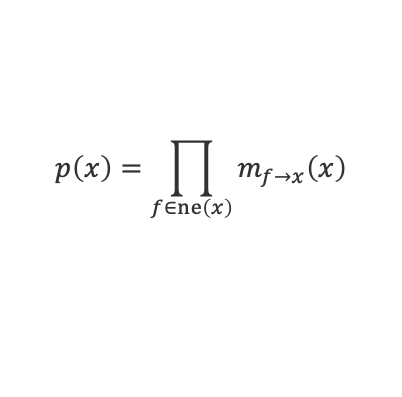 p(x) = ∏_{f∈ne(x)} m_{f→x}(x)